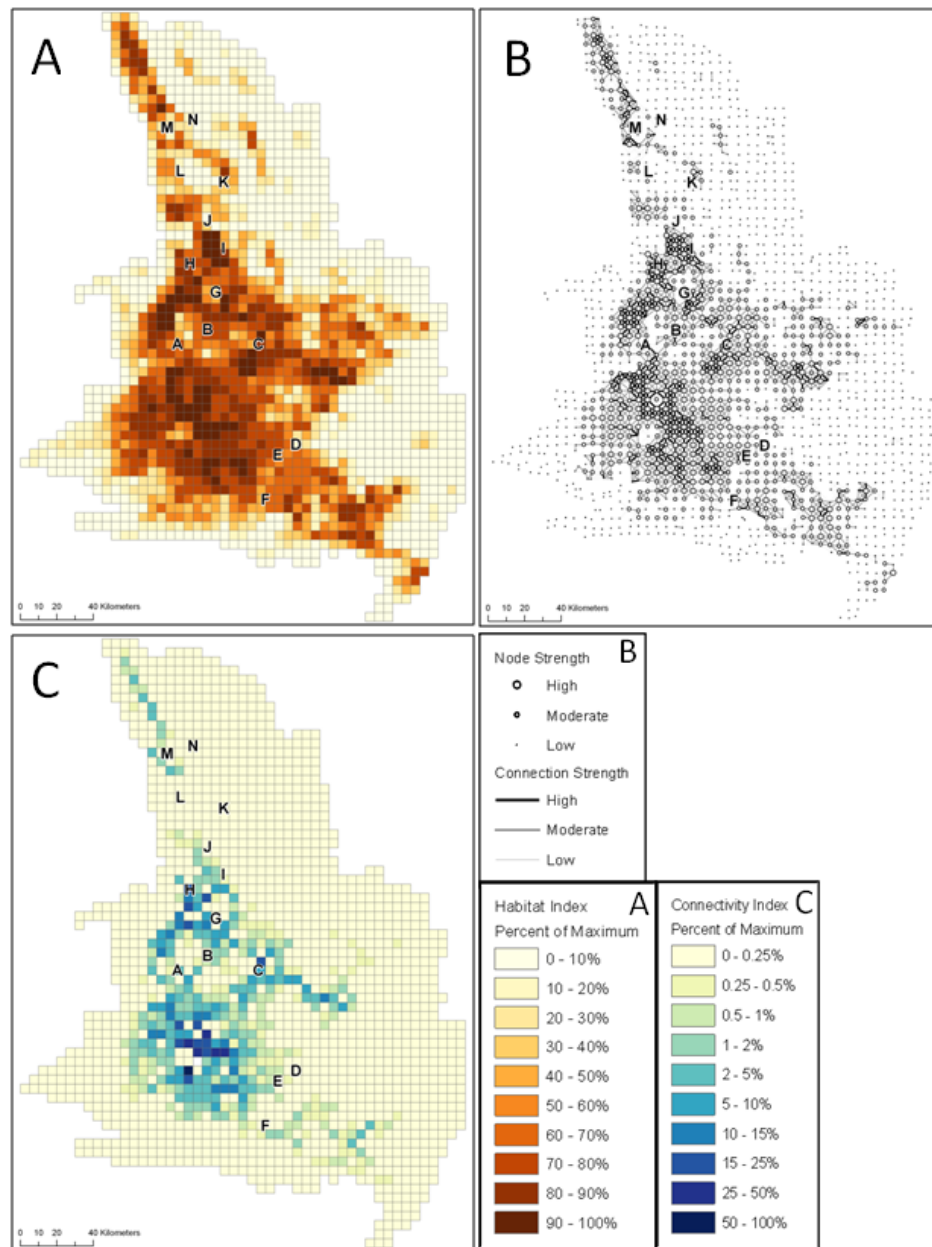 A
M
N
L
K
J
I
H
G
B
A
C
D
E
F
0 10 20 40 Kilometers
B
M
N
L
K
J
I
H
G
B
A
C
D
E
F
0 10 20 40 Kilometers
C
M
N
L
K
J
I
H
G
B
A
C
D
E
F
0 10 20 40 Kilometers
B
Node Strength
High
Moderate
Low
Connection Strength
High
Moderate
Low
A
Habitat Index
Percent of Maximum
0 - 10%
10 - 20%
20 - 30%
30 - 40%
40 - 50%
50 - 60%
60 - 70%
70 - 80%
80 - 90%
90 - 100%
C
Connectivity Index
Percent of Maximum
0 - 0.25%
0.25 - 0.5%
0.5 - 1%
1 - 2%
2 - 5%
5 - 10%
10 - 15%
15 - 25%
25 - 50%
50 - 100%